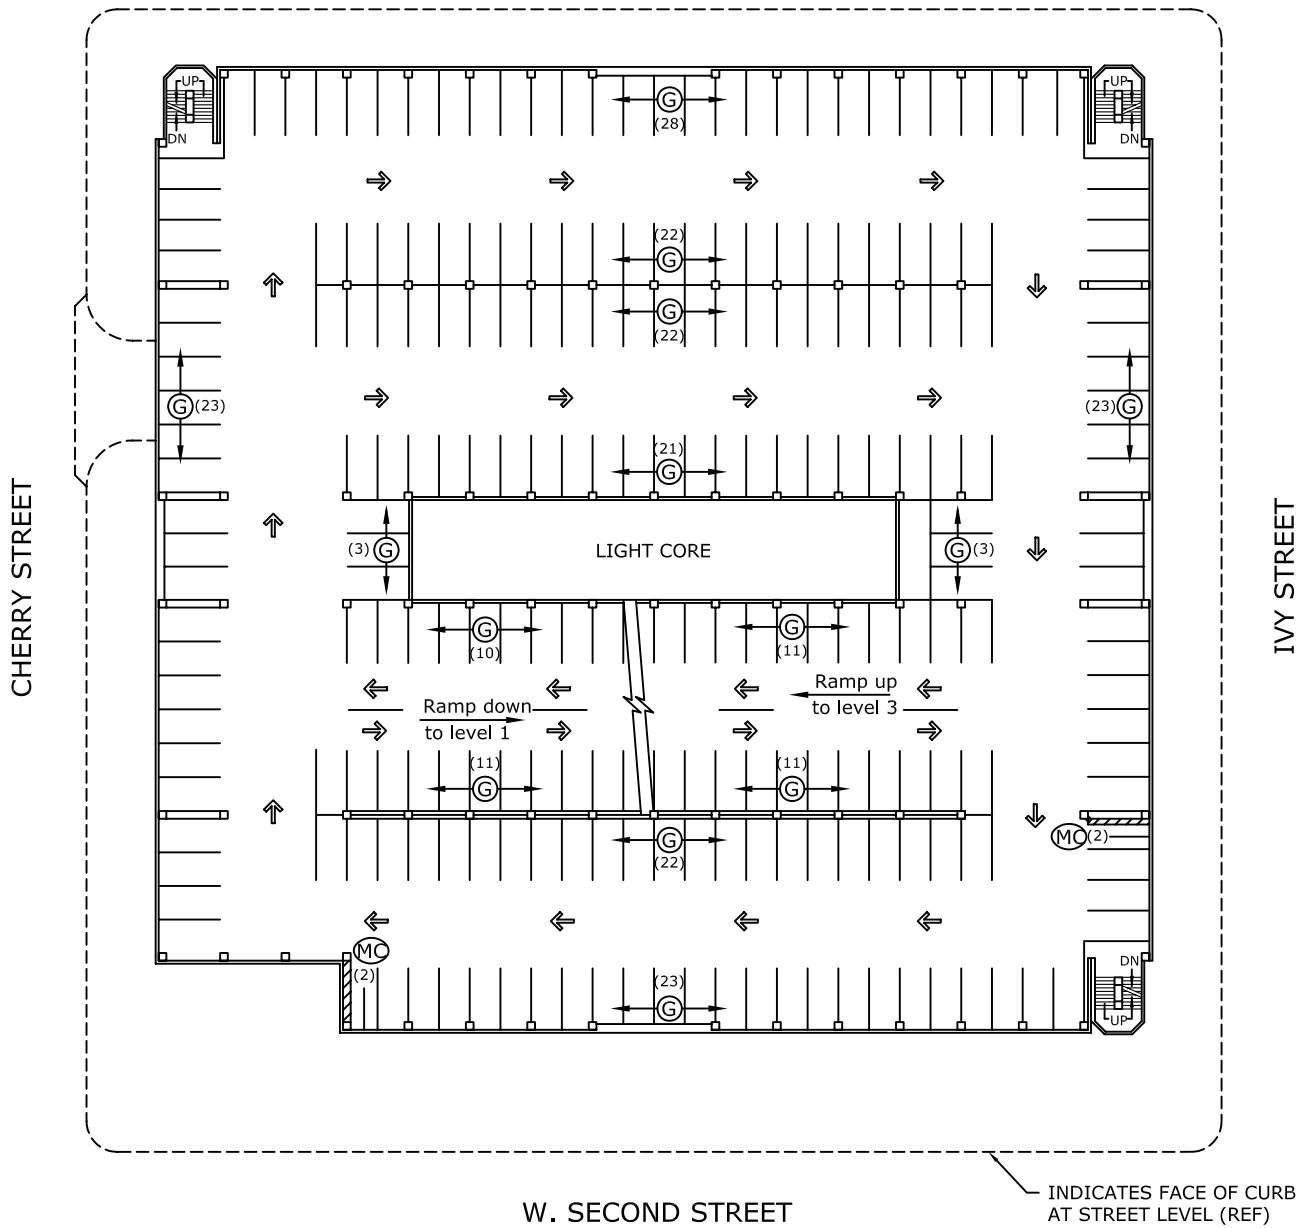 UP
UP
G
(28)
DN
DN
(22)
G
G
(22)
G
(23)
(23)
G
(21)
G
CHERRY STREET
IVY STREET
(3)
G
LIGHT CORE
G
(3)
G
(10)
G
(11)
Ramp down
to level 1
Ramp up
to level 3
(11)
G
(11)
G
G
(22)
MC
(2)
MC
(2)
(23)
G
DN
UP
INDICATES FACE OF CURB
AT STREET LEVEL (REF)
W. SECOND STREET